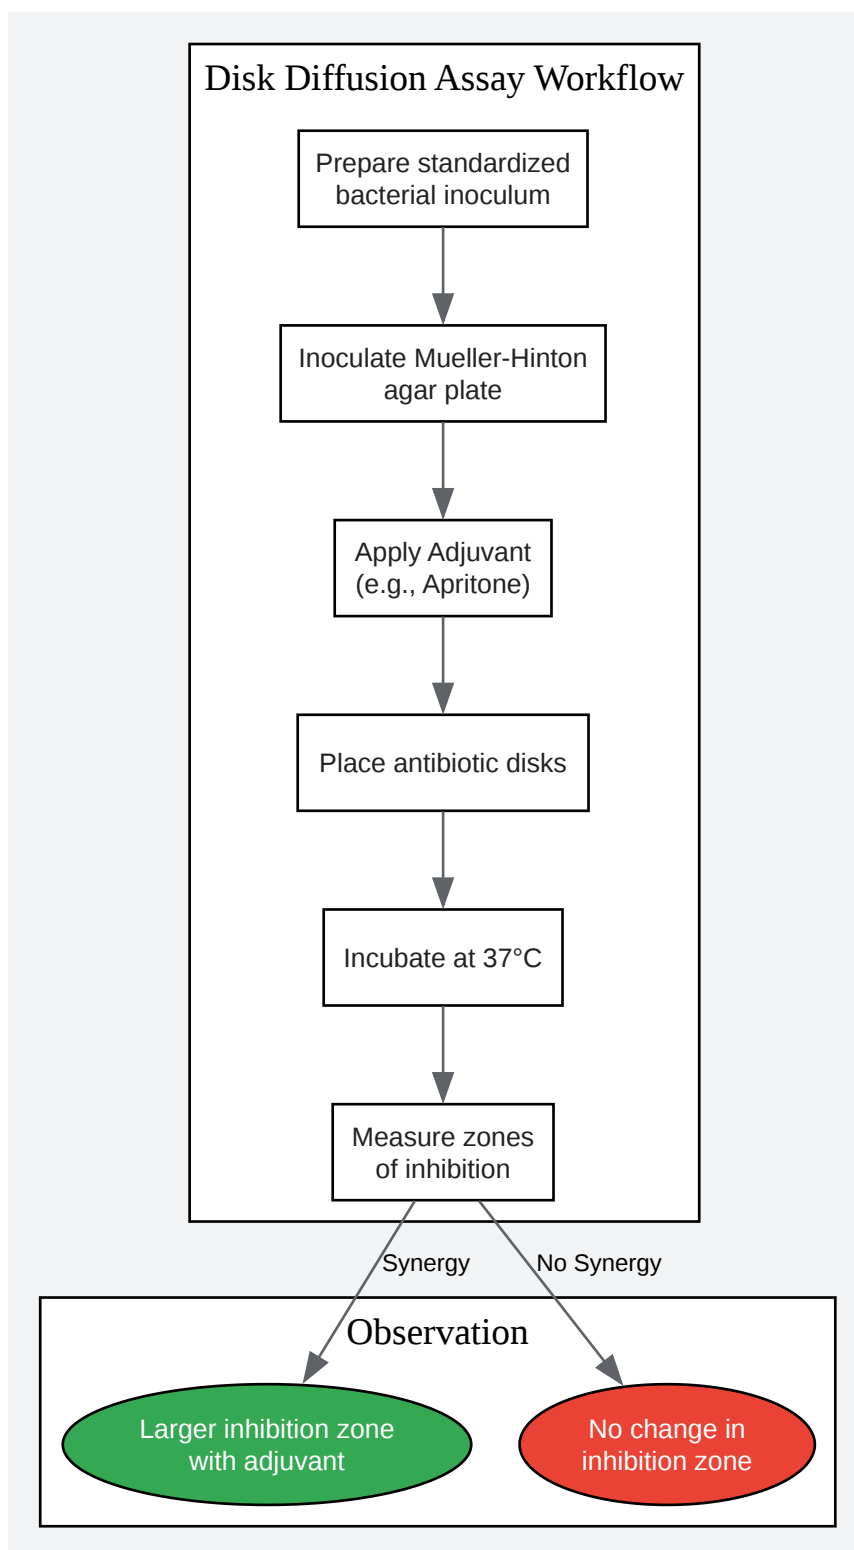 Disk Diffusion Assay Workflow
Prepare standardized
bacterial inoculum
Inoculate Mueller-Hinton
agar plate
Apply Adjuvant
(e.g., Apritone)
Place antibiotic disks
Incubate at 37°C
Measure zones
of inhibition
Synergy
No Synergy
Observation
Larger inhibition zone
with adjuvant
No change in
inhibition zone